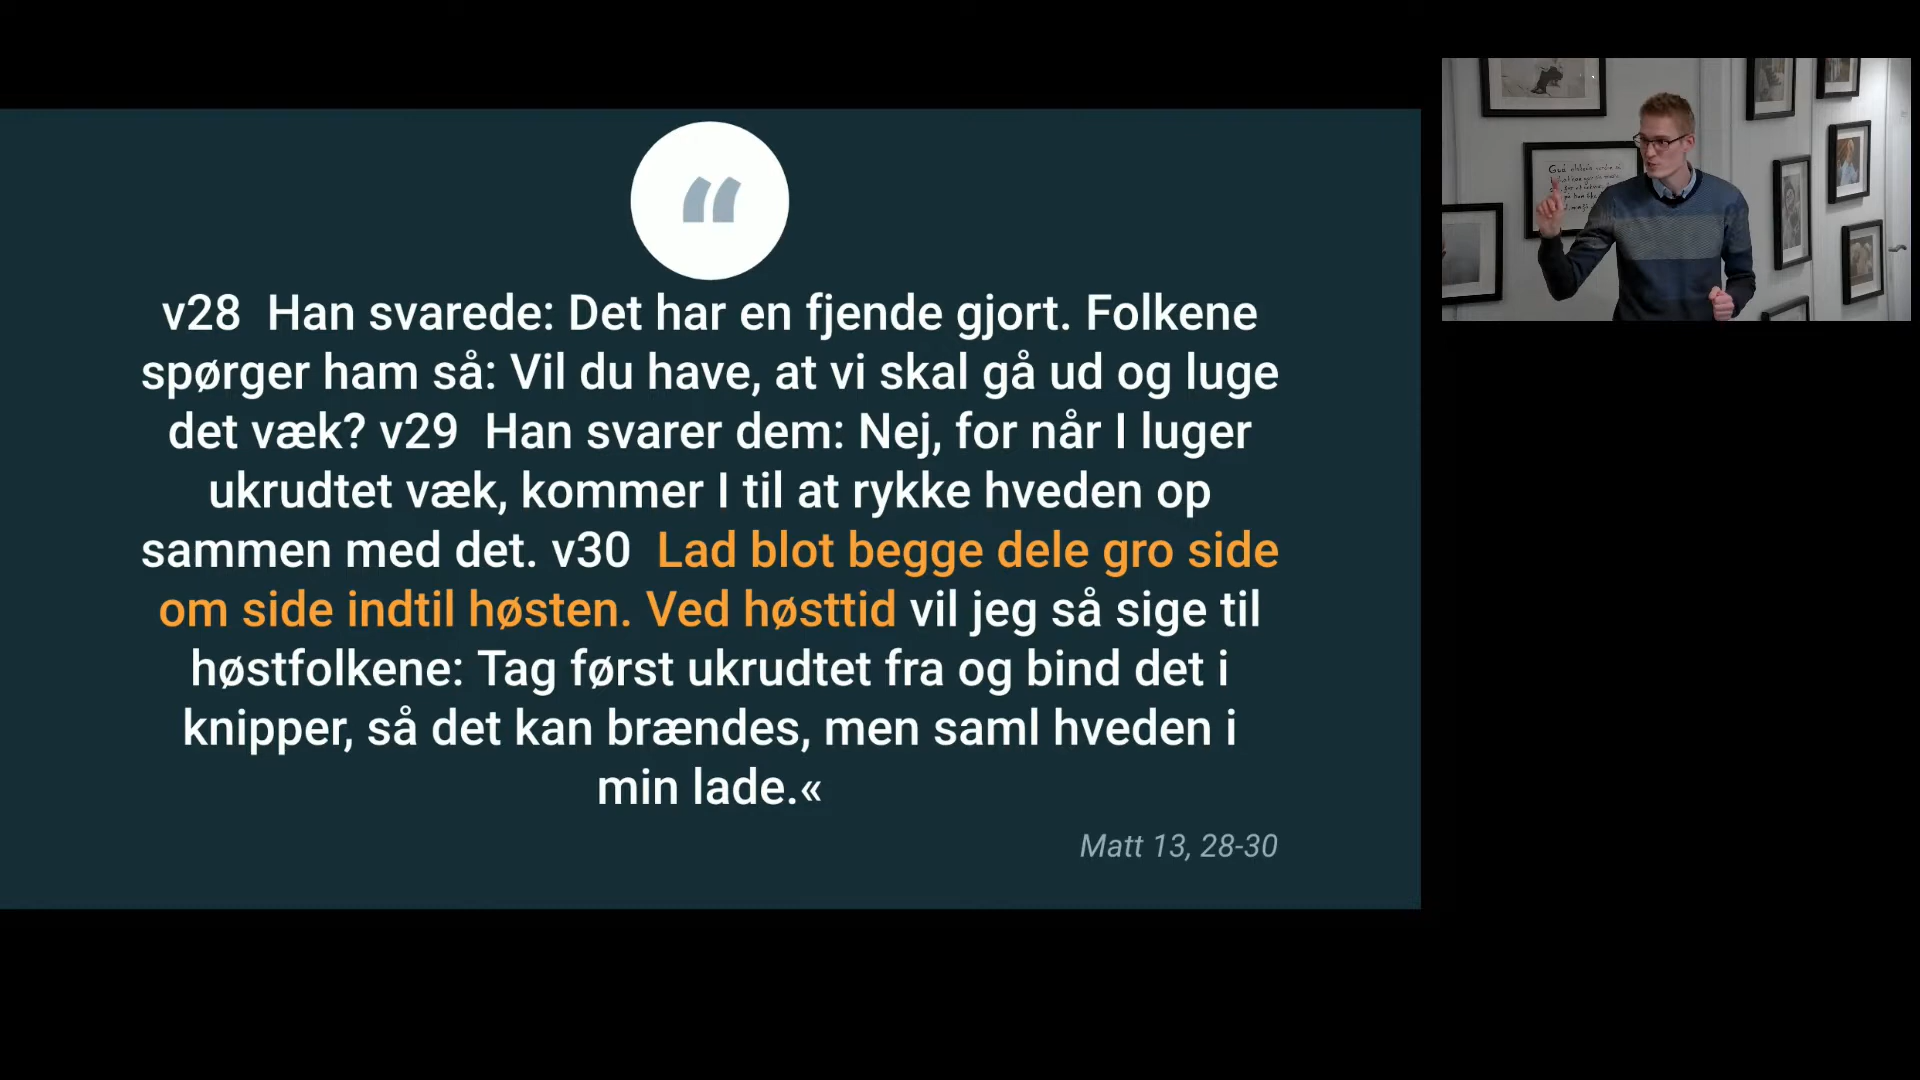 “
v28 Han svarede: Det har en fjende gjort. Folkene
spørger ham så: Vil du have, at vi skal gå ud og luge
det væk? v29 Han svarer dem: Nej, for når I luger
ukrudtet væk, kommer I til at rykke hveden op
sammen med det. v30 Lad blot begge dele gro side
om side indtil høsten. Ved høsttid vil jeg så sige til
høstfolkene: Tag først ukrudtet fra og bind det i
knipper, så det kan brændes, men saml hveden i
min lade.«
Matt 13, 28-30